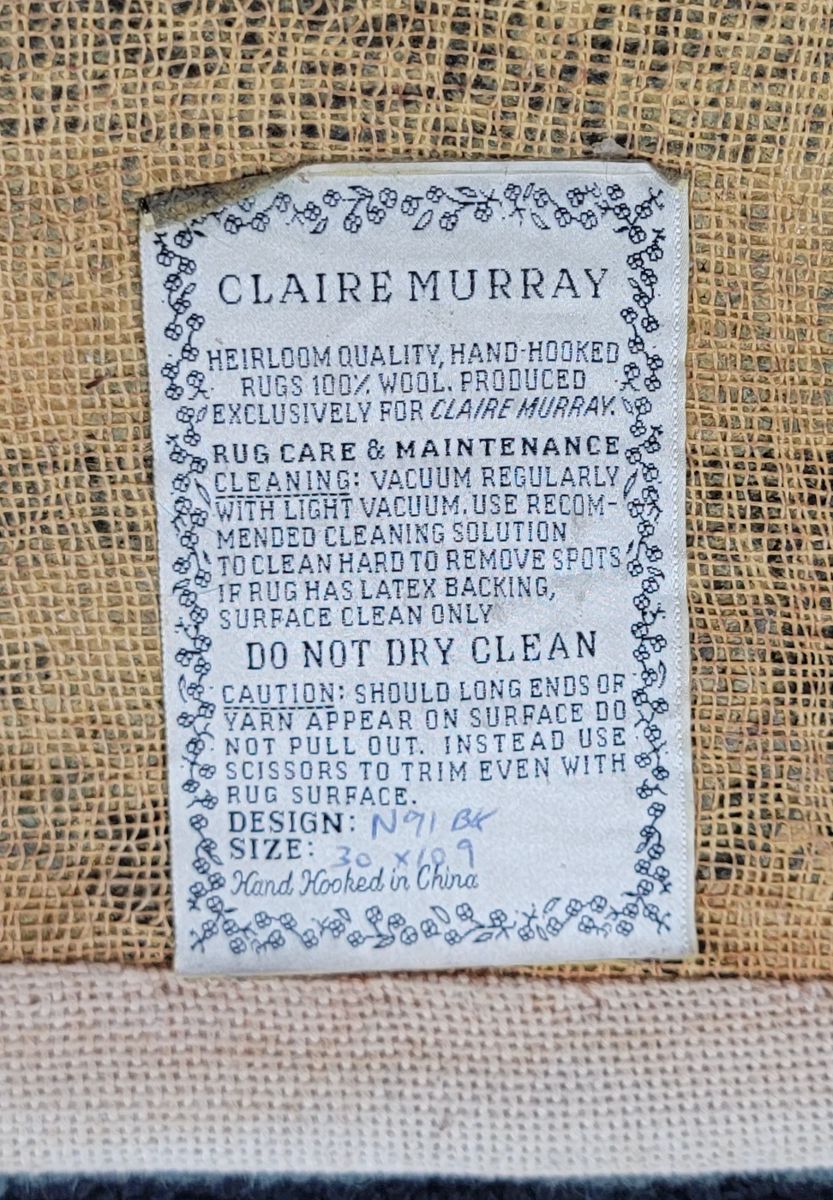 CLAIRE MURRAY
HEIRLOOM QUALITY, HAND-HOOKED
RUGS 100% WOOL. PRODUCED
EXCLUSIVELY FOR CLAIRE MURRAY.
RUG CARE & MAINTENANCE
CLEANING: VACUUM REGULARLY
WITH LIGHT VACUUM. USE RECOM-
MENDED CLEANING SOLUTION
TO CLEAN HARD TO REMOVE SPOTS
IF RUG HAS LATEX BACKING,
SURFACE CLEAN ONLY
DO NOT DRY CLEAN
CAUTION: SHOULD LONG ENDS OF
YARN APPEAR ON SURFACE DO
NOT PULL OUT. INSTEAD USE
SCISSORS TO TRIM EVEN WITH
RUG SURFACE.
DESIGN: N91 BK
SIZE: 30 x 109
Hand Hooked in China